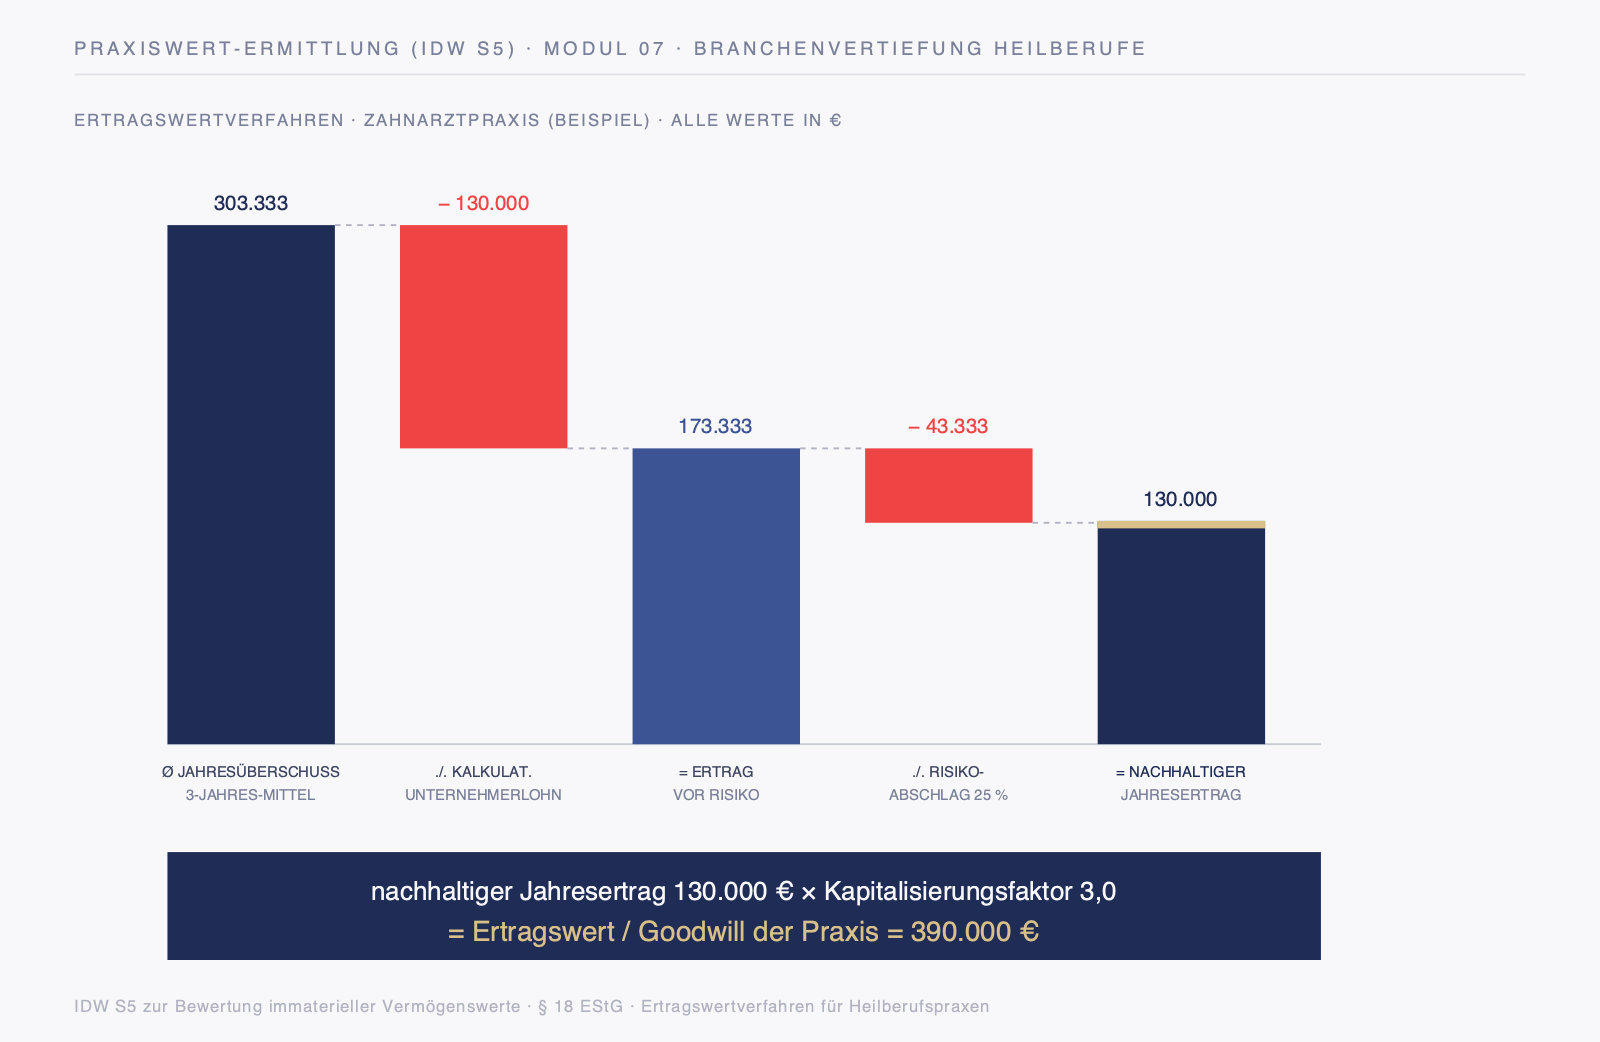 PRAXISWERT-ERMITTLUNG (IDW S5) · MODUL 07 · BRANCHENVERTIEFUNG HEILBERUFE
ERTRAGSWERTVERFAHREN · ZAHNARZTPRAXIS (BEISPIEL) · ALLE WERTE IN €
303.333
– 130.000
173.333
– 43.333
130.000
Ø JAHRESÜBERSCHUSS
3-JAHRES-MITTEL
./. KALKULAT.
UNTERNEHMERLOHN
= ERTRAG
VOR RISIKO
./. RISIKO-
ABSCHLAG 25 %
= NACHHALTIGER
JAHRESERTRAG
nachhaltiger Jahresertrag 130.000 € × Kapitalisierungsfaktor 3,0
= Ertragswert / Goodwill der Praxis = 390.000 €
IDW S5 zur Bewertung immaterieller Vermögenswerte · § 18 EStG · Ertragswertverfahren für Heilberufspraxen